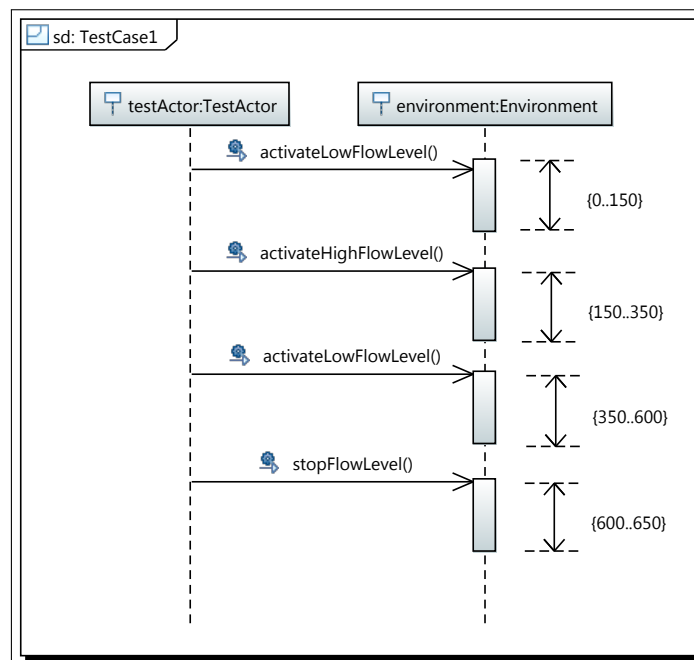 sd: TestCase1
testActor:TestActor
environment:Environment
activateLowFlowLevel()
{0..150}
activateHighFlowLevel()
{150..350}
activateLowFlowLevel()
{350..600}
stopFlowLevel()
{600..650}